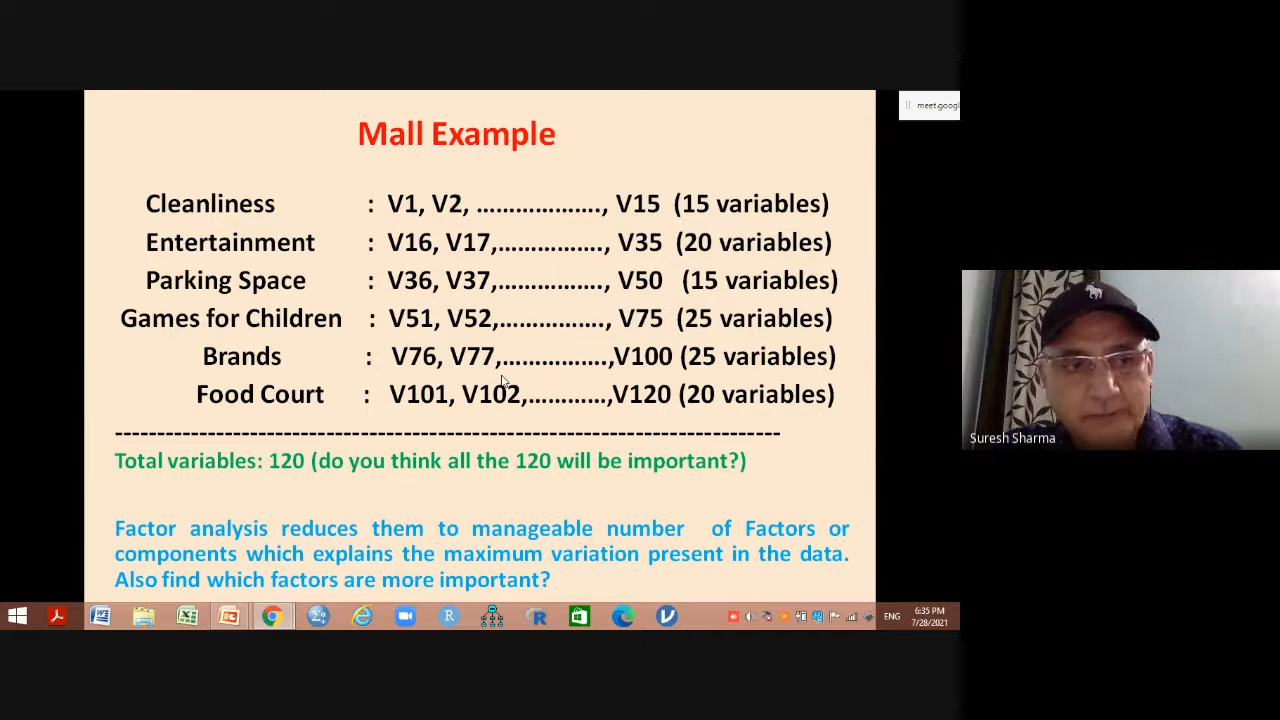 Mall Example
meet.googl
Cleanliness : V1, V2, ………………., V15 (15 variables)
Entertainment : V16, V17,……………., V35 (20 variables)
Parking Space : V36, V37,……………., V50 (15 variables)
Games for Children : V51, V52,……………., V75 (25 variables)
Brands : V76, V77,……………..,V100 (25 variables)
Food Court : V101, V102,…………,V120 (20 variables)
-------------------------------------------------------------------------------
Total variables: 120 (do you think all the 120 will be important?)
Factor analysis reduces them to manageable number of Factors or
components which explains the maximum variation present in the data.
Also find which factors are more important?
Suresh Sharma
ENG
6:35 PM
7/28/2021